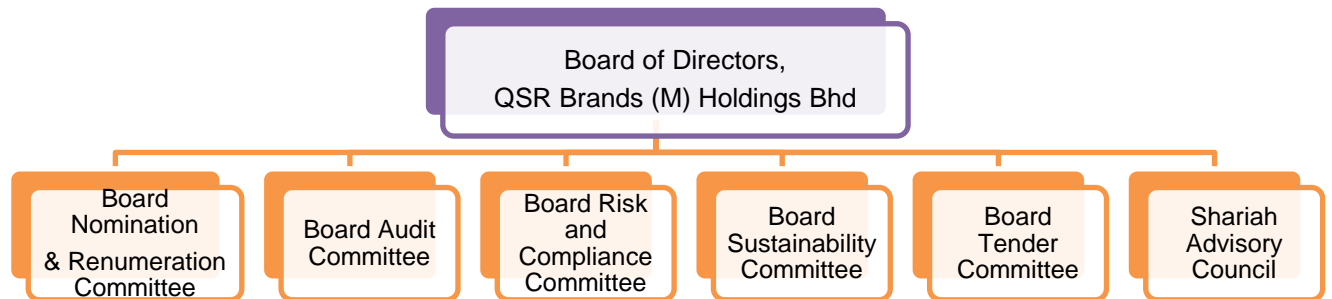 Board of Directors,
QSR Brands (M) Holdings Bhd
Board
Nomination
& Renumeration
Committee
Board Audit
Committee
Board Risk
and
Compliance
Committee
Board
Sustainability
Committee
Board
Tender
Committee
Shariah
Advisory
Council